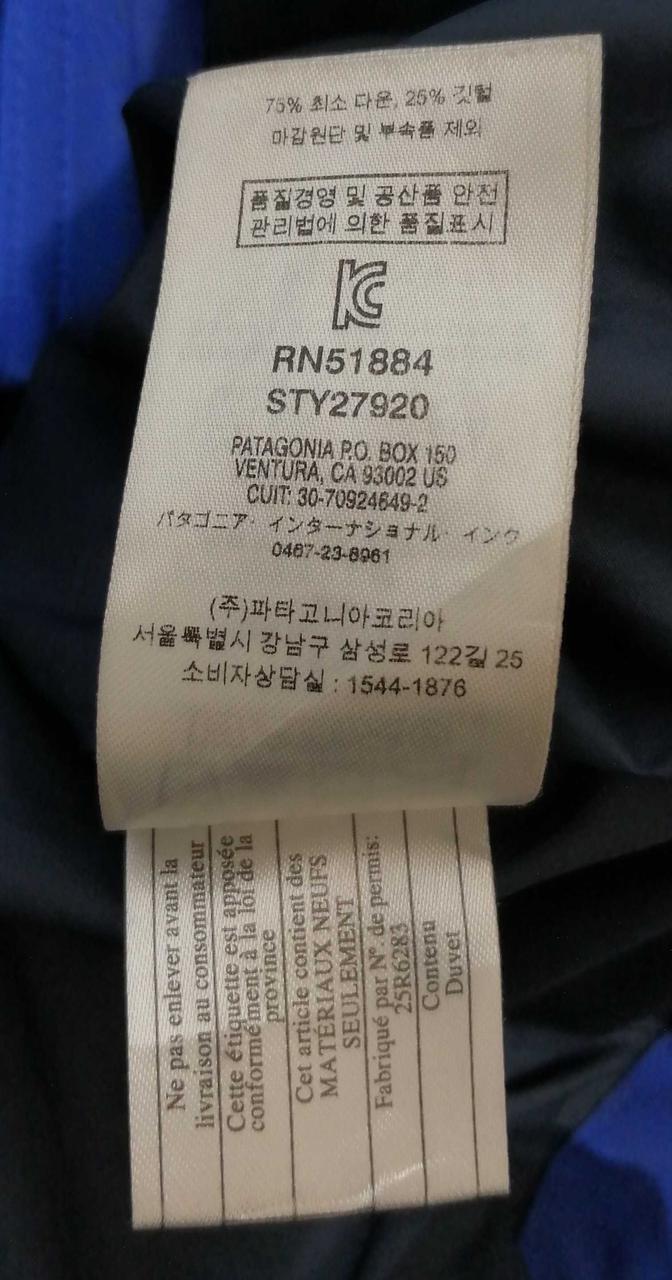 75% 최소 다운, 25% 깃털
마감원단 및 부속품 제외
품질경영 및 공산품 안전
관리법에 의한 품질표시
KC
RN51884
STY27920
PATAGONIA P.O. BOX 150
VENTURA, CA 93002 US
CUIT: 30-70924649-2
パタゴニア・インターナショナル・インク
0467-23-8961
(주)파타고니아코리아
서울특별시 강남구 삼성로 122길 25
소비자상담실 : 1544-1876
Ne pas enlever avant la
livraison au consommateur
Cette étiquette est apposée
conformément à la loi de la
province
Cet article contient des
MATÉRIAUX NEUFS
SEULEMENT
Fabriqué par N°. de permis:
25R6283
Contenu
Duvet